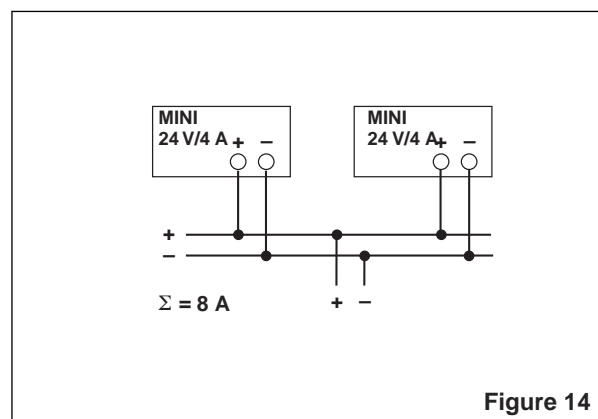 MINI
24 V/4 A + –
MINI
24 V/4 A + –
+
–
Σ = 8 A
+ –
Figure 14